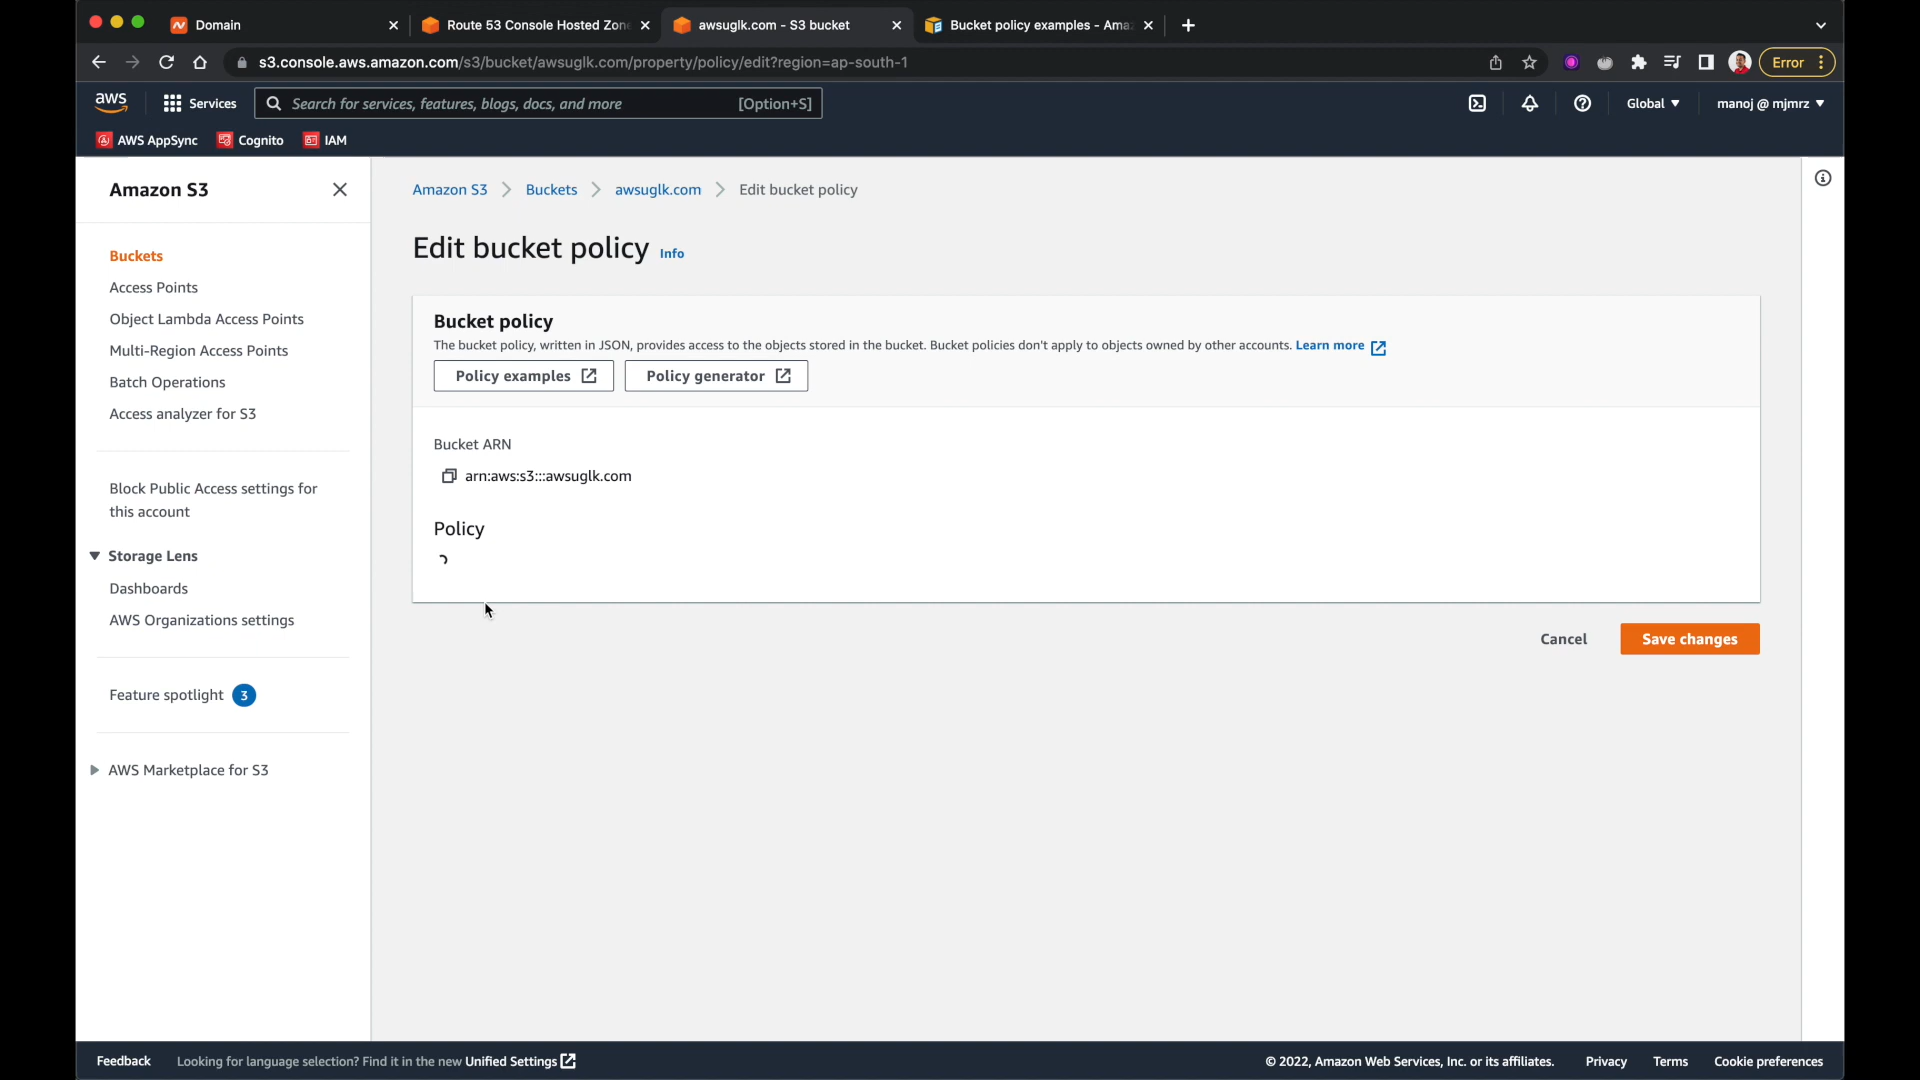 Domain
Route 53 Console Hosted Zon
awsuglk.com - S3 bucket
Bucket policy examples - Ama
s3.console.aws.amazon.com/s3/bucket/awsuglk.com/property/policy/edit?region=ap-south-1
Error
aws
Services
Search for services, features, blogs, docs, and more
[Option+S]
Global
manoj @ mjmrz
AWS AppSync
Cognito
IAM
Amazon S3
Buckets
Access Points
Object Lambda Access Points
Multi-Region Access Points
Batch Operations
Access analyzer for S3
Block Public Access settings for
this account
Storage Lens
Dashboards
AWS Organizations settings
Feature spotlight 3
AWS Marketplace for S3
Amazon S3 > Buckets > awsuglk.com > Edit bucket policy
Edit bucket policy Info
Bucket policy
The bucket policy, written in JSON, provides access to the objects stored in the bucket. Bucket policies don't apply to objects owned by other accounts. Learn more
Policy examples
Policy generator
Bucket ARN
arn:aws:s3:::awsuglk.com
Policy
Cancel
Save changes
Feedback
Looking for language selection? Find it in the new Unified Settings
© 2022, Amazon Web Services, Inc. or its affiliates.
Privacy
Terms
Cookie preferences